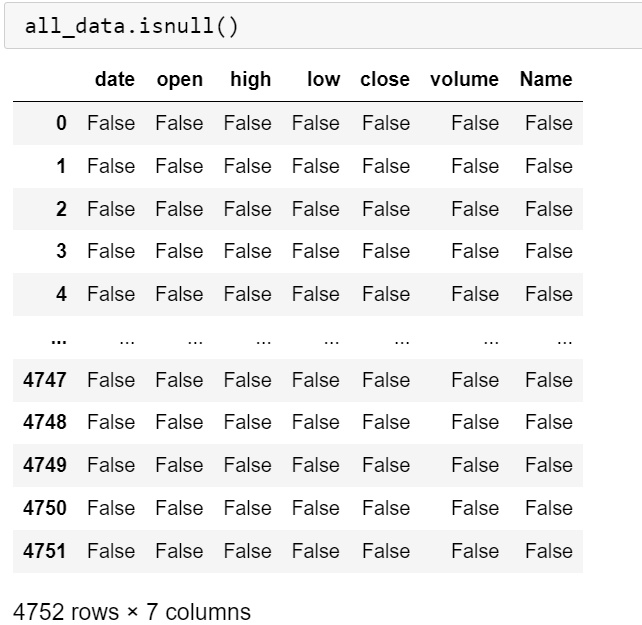 all_data.isnull()
date open high low close volume Name
0 False False False False False False False
1 False False False False False False False
2 False False False False False False False
3 False False False False False False False
4 False False False False False False False
... ... ... ... ... ... ... ...
4747 False False False False False False False
4748 False False False False False False False
4749 False False False False False False False
4750 False False False False False False False
4751 False False False False False False False
4752 rows × 7 columns